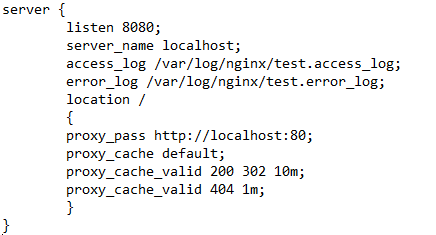 server {
listen 8080;
server_name localhost;
access_log /var/log/nginx/test.access_log;
error_log /var/log/nginx/test.error_log;
location /
{
proxy_pass http://localhost:80;
proxy_cache default;
proxy_cache_valid 200 302 10m;
proxy_cache_valid 404 1m;
}
}